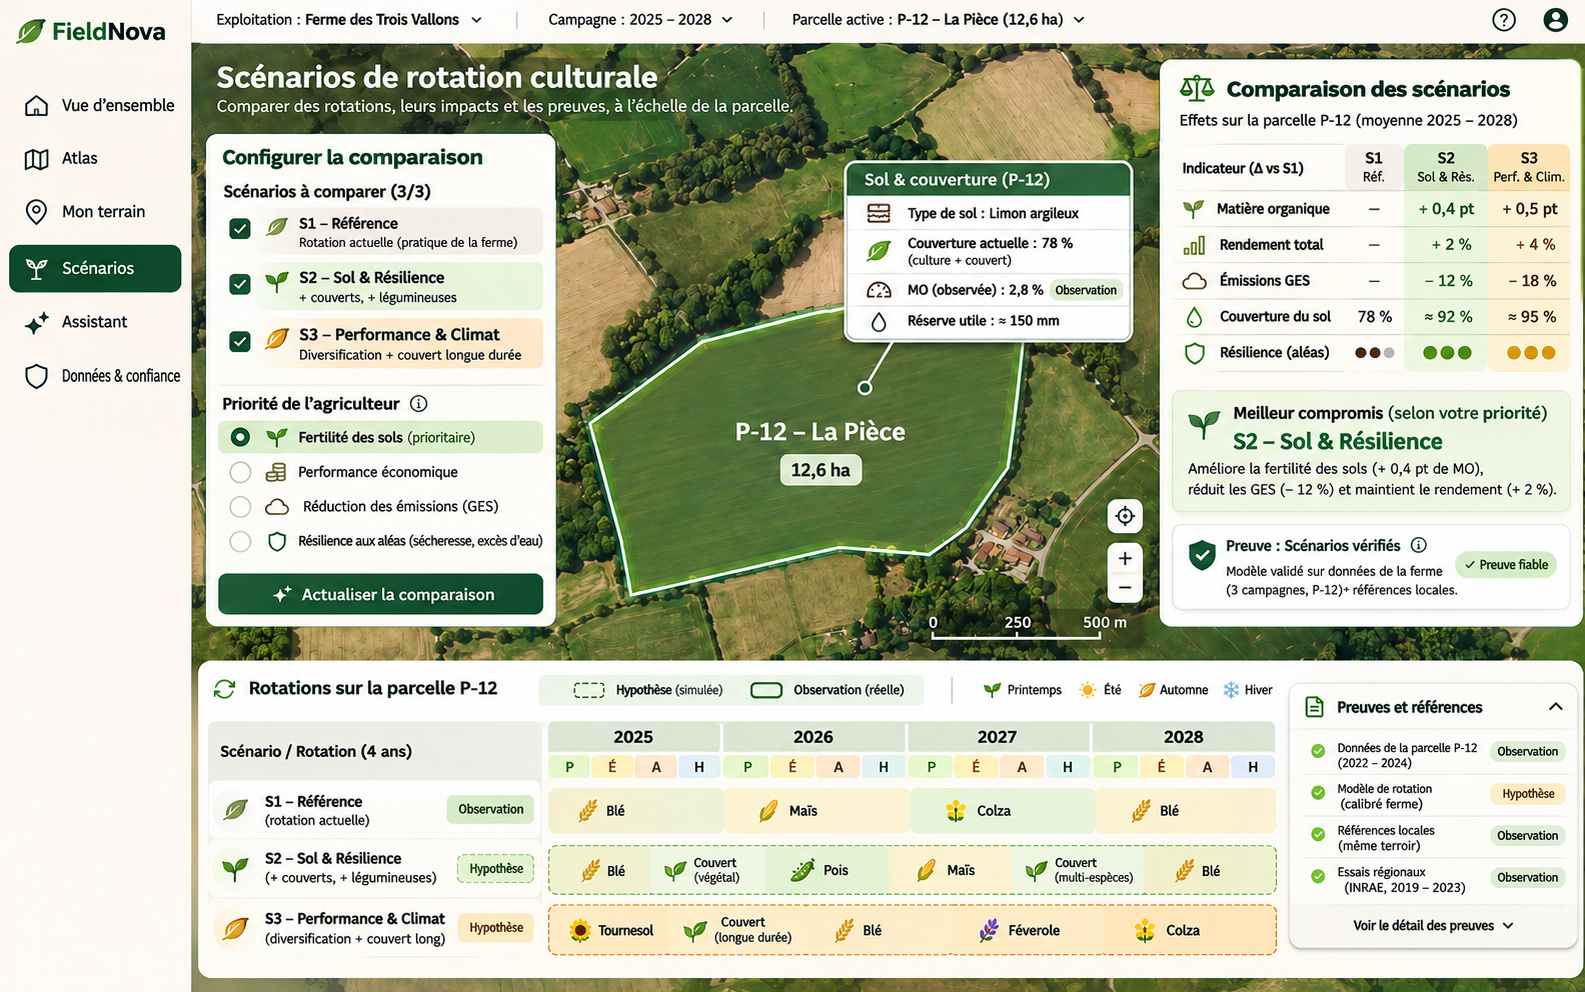 FieldNova
Exploitation : Ferme des Trois Vallons
Campagne : 2025 – 2028
Parcelle active : P-12 – La Pièce (12,6 ha)
Vue d'ensemble
Atlas
Mon terrain
Scénarios
Assistant
Données & confiance
Scénarios de rotation culturale
Comparer des rotations, leurs impacts et les preuves, à l'échelle de la parcelle.
Configurer la comparaison
Scénarios à comparer (3/3)
S1 – Référence
Rotation actuelle (pratique de la ferme)
S2 – Sol & Résilience
+ couverts, + légumineuses
S3 – Performance & Climat
Diversification + couvert longue durée
Priorité de l'agriculteur
Fertilité des sols (prioritaire)
Performance économique
Réduction des émissions (GES)
Résilience aux aléas (sécheresse, excès d'eau)
Actualiser la comparaison
Sol & couverture (P-12)
Type de sol : Limon argileux
Couverture actuelle : 78 %
(culture + couvert)
MO (observée) : 2,8 % Observation
Réserve utile : ≈ 150 mm
P-12 – La Pièce
12,6 ha
+
−
0 250 500 m
Comparaison des scénarios
Effets sur la parcelle P-12 (moyenne 2025 – 2028)
Indicateur (Δ vs S1) S1 Réf. S2 Sol & Rès. S3 Perf. & Clim.
Matière organique — + 0,4 pt + 0,5 pt
Rendement total — + 2 % + 4 %
Émissions GES — − 12 % − 18 %
Couverture du sol 78 % ≈ 92 % ≈ 95 %
Résilience (aléas)
Meilleur compromis (selon votre priorité)
S2 – Sol & Résilience
Améliore la fertilité des sols (+ 0,4 pt de MO),
réduit les GES (– 12 %) et maintient le rendement (+ 2 %).
Preuve : Scénarios vérifiés
Modèle validé sur données de la ferme
(3 campagnes, P-12)+ références locales.
✓ Preuve fiable
Rotations sur la parcelle P-12
Hypothèse (simulée)
Observation (réelle)
Printemps
Été
Automne
Hiver
Scénario / Rotation (4 ans)
2025 2026 2027 2028
P É A H P É A H P É A H P É A H
S1 – Référence
(rotation actuelle)
Observation
Blé Maïs Colza Blé
S2 – Sol & Résilience
(+ couverts, + légumineuses)
Hypothèse
Blé
Couvert
(végétal)
Pois
Maïs
Couvert
(multi-espèces)
Blé
S3 – Performance & Climat
(diversification + couvert long)
Hypothèse
Tournesol
Couvert
(longue durée)
Blé
Féverole
Colza
Preuves et références
Données de la parcelle P-12
(2022 – 2024)
Observation
Modèle de rotation
(calibré ferme)
Hypothèse
Références locales
(même terroir)
Observation
Essais régionaux
(INRAE, 2019 – 2023)
Observation
Voir le détail des preuves